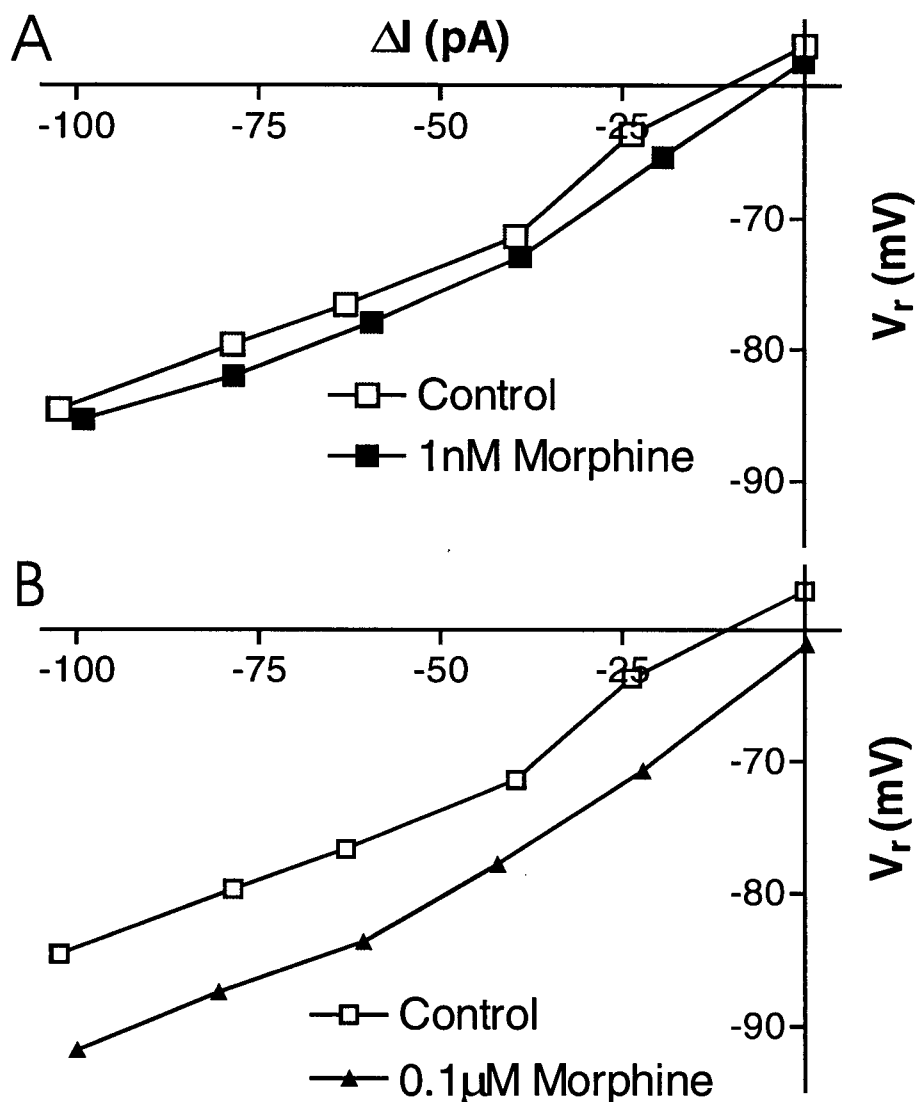 A
ΔI (pA)
-100 -75 -50 -25
-70
-80
-90
Vr (mV)
Control
1nM Morphine
B
-100 -75 -50 -25
-70
-80
-90
Vr (mV)
Control
0.1μM Morphine